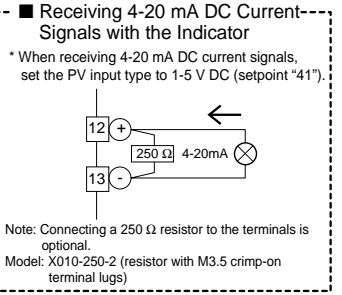 ■ Receiving 4-20 mA DC Current
Signals with the Indicator
* When receiving 4-20 mA DC current signals,
set the PV input type to 1-5 V DC (setpoint “41”).
12 +
250 Ω 4-20mA
13 -
Note: Connecting a 250 Ω resistor to the terminals is
optional.
Model: X010-250-2 (resistor with M3.5 crimp-on
terminal lugs)